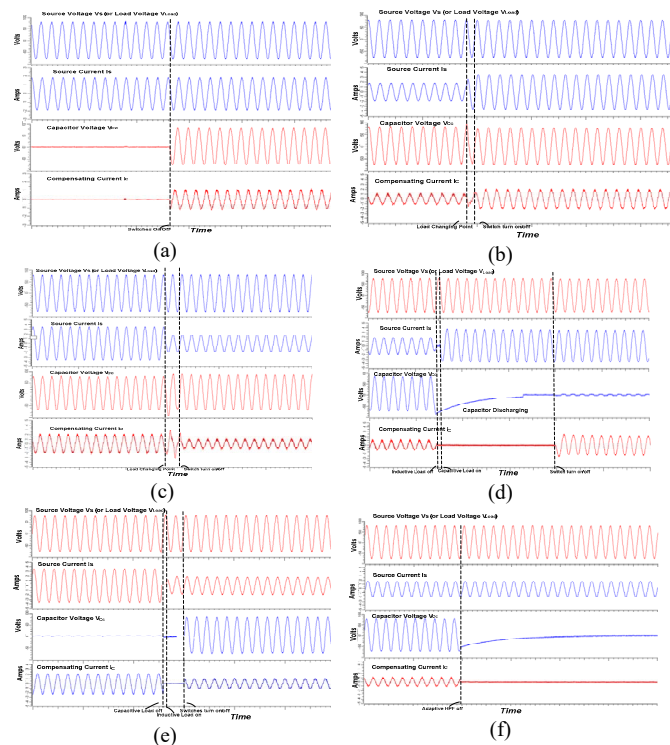 Source Voltage Vs (or Load Voltage VLOAD)
Volts
Source Current Is
Amps
Capacitor Voltage
Volts
Compensating Current IC
Amps
Switches On/Off
Time
(a)
Source Voltage Vs (or Load Voltage VLOAD)
Volts
Source Current Is
Amps
Capacitor Voltage
Volts
Compensating Current IC
Amps
Load Changing Point
Switch turn on/off
Time
(b)
Source Voltage Vs (or Load Voltage VLOAD)
Volts
Source Current Is
Amps
Capacitor Voltage
Volts
Compensating Current
Amps
Load Changing Point
Time
Switch turn on/off
(c)
Source Voltage Vs (or Load Voltage VLOAD)
Volts
Source Current Is
Amps
Capacitor Voltage
Volts
Capacitor Discharging
Compensating Current IC
Amps
Inductive Load on
Capacitive Load on
Time
Switch turn on/off
(d)
Source Voltage Vs (or Load Voltage VLOAD)
Volts
Source Current Is
Amps
Capacitor Voltage
Volts
Compensating Current IC
Amps
Capacitive Load off
Inductive Load on
Switches turn on/off
Time
(e)
Source Voltage Vs (or Load Voltage VLOAD)
Volts
Source Current Is
Amps
Capacitor Voltage
Volts
Compensating Current IC
Amps
Adaptive HPF off
Time
(f)